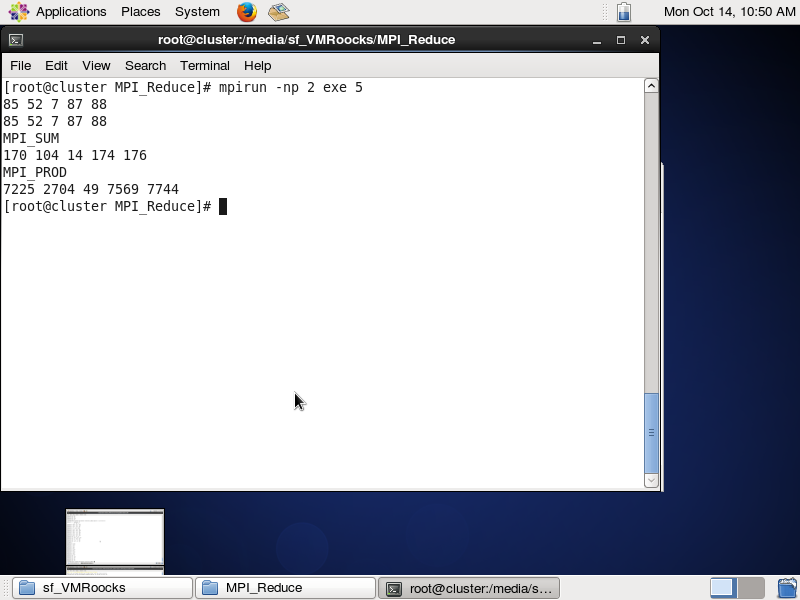 Applications Places System Mon Oct 14, 10:50 AM
root@cluster:/media/sf_VMRoocks/MPI_Reduce
File Edit View Search Terminal Help
[root@cluster MPI_Reduce]# mpirun -np 2 exe 5
85 52 7 87 88
85 52 7 87 88
MPI_SUM
170 104 14 174 176
MPI_PROD
7225 2704 49 7569 7744
[root@cluster MPI_Reduce]#
sf_VMRoocks MPI_Reduce root@cluster:/media/s...